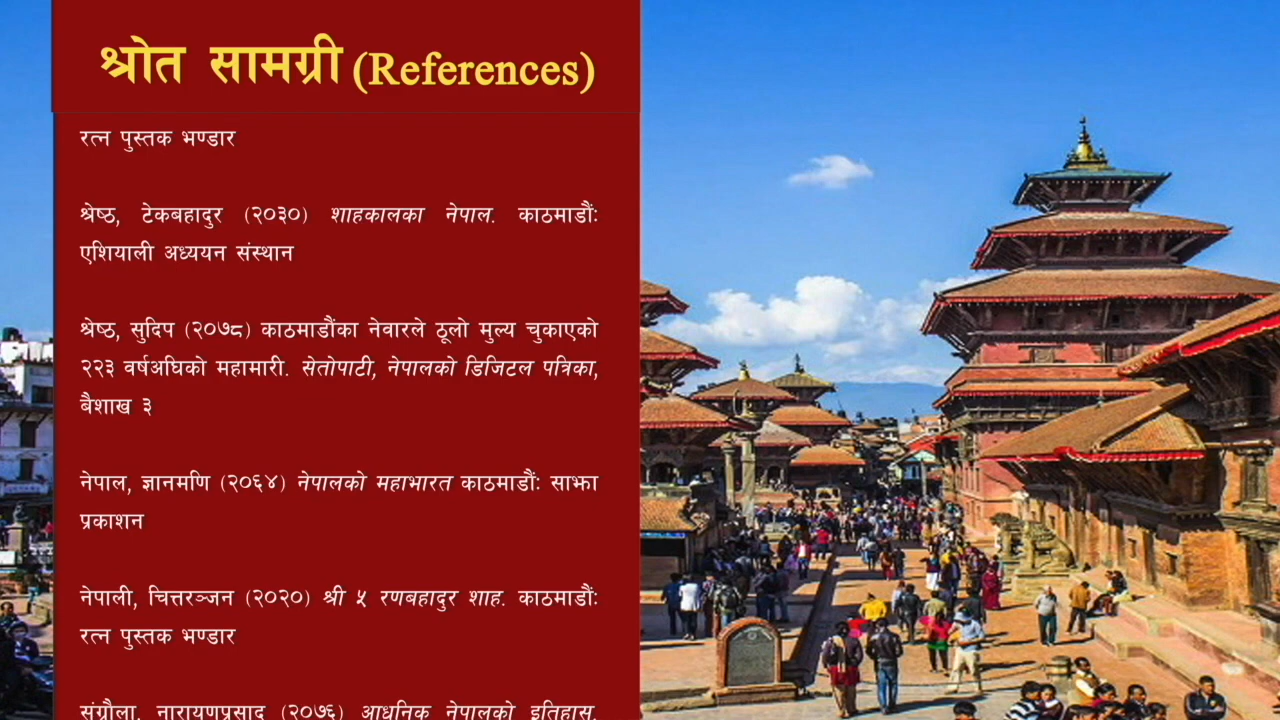 श्रोत सामग्री (References)
रत्न पुस्तक भण्डार
श्रेष्ठ, टेकबहादुर (२०३०) शाहकालका नेपाल. काठमाडौंः
एशियाली अध्ययन संस्थान
श्रेष्ठ, सुदिप (२०७८) काठमाडौंका नेवारले ठूलो मुल्य चुकाएको
२२३ वर्षअघिको महामारी. सेतोपाटी, नेपालको डिजिटल पत्रिका,
बैशाख ३
नेपाल, ज्ञानमणि (२०६४) नेपालको महाभारत काठमाडौंः साझा
प्रकाशन
नेपाली, चित्तरञ्जन (२०२०) श्री ५ रणबहादुर शाह. काठमाडौंः
रत्न पुस्तक भण्डार
संग्रौला, नारायणप्रसाद (२०७६) आधुनिक नेपालको इतिहास.